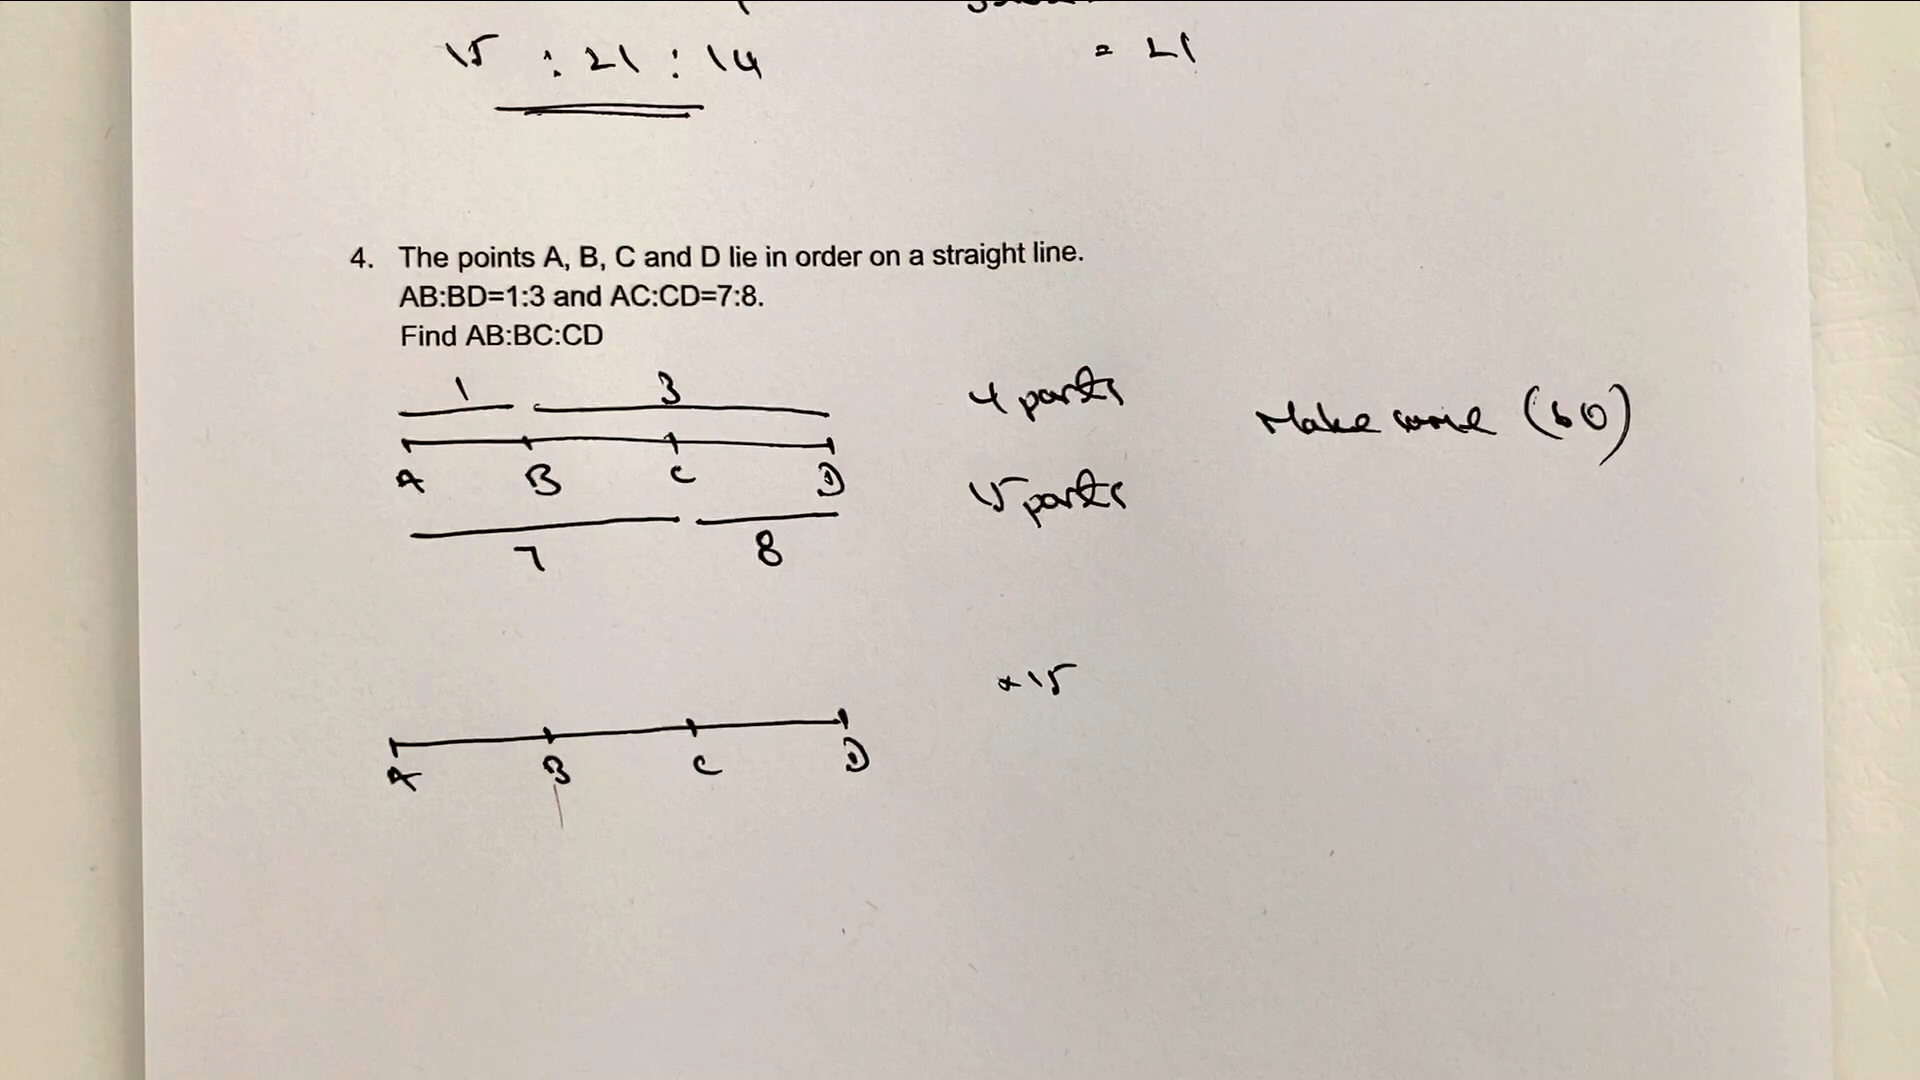 15 : 21 : 14
= 21
4. The points A, B, C and D lie in order on a straight line.
AB:BD=1:3 and AC:CD=7:8.
Find AB:BC:CD
1 3
4 parts
Make same (60)
A B C D
15 parts
7 8
×15
A B C D